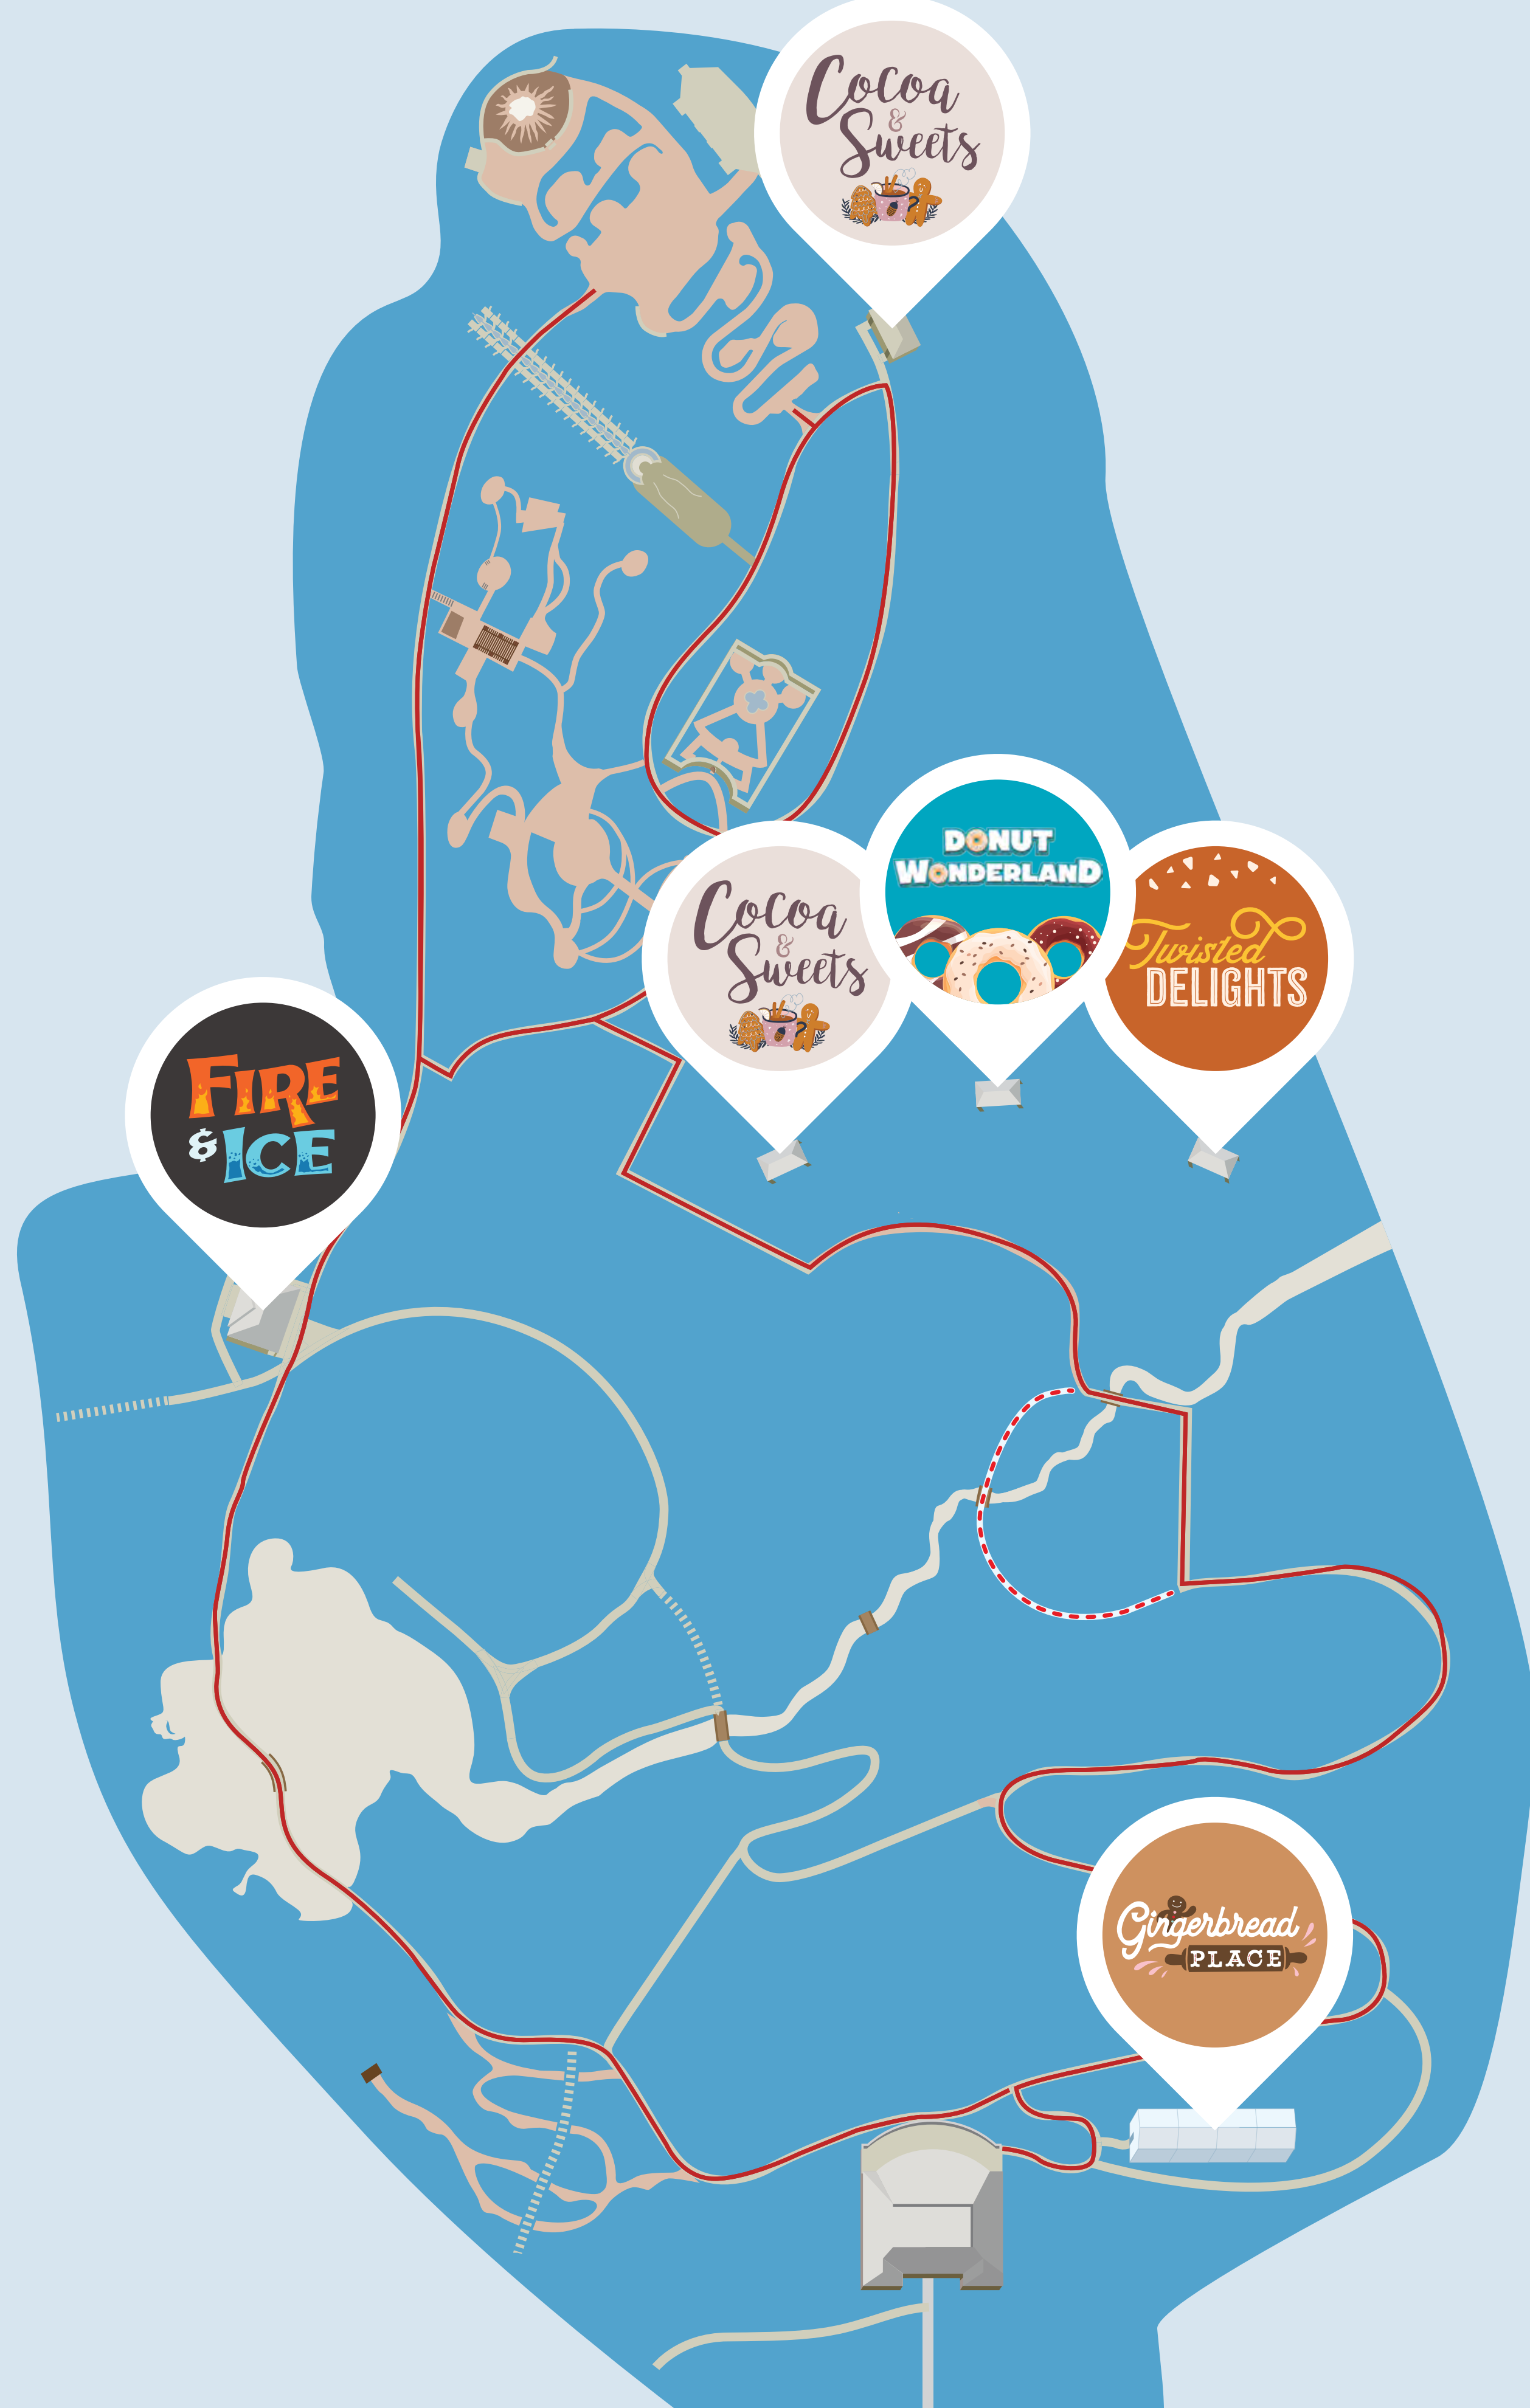 Cocoa
&
Sweets
DONUT
WONDERLAND
Cocoa
&
Sweets
Twisted
DELIGHTS
FIRE
& ICE
Gingerbread
PLACE